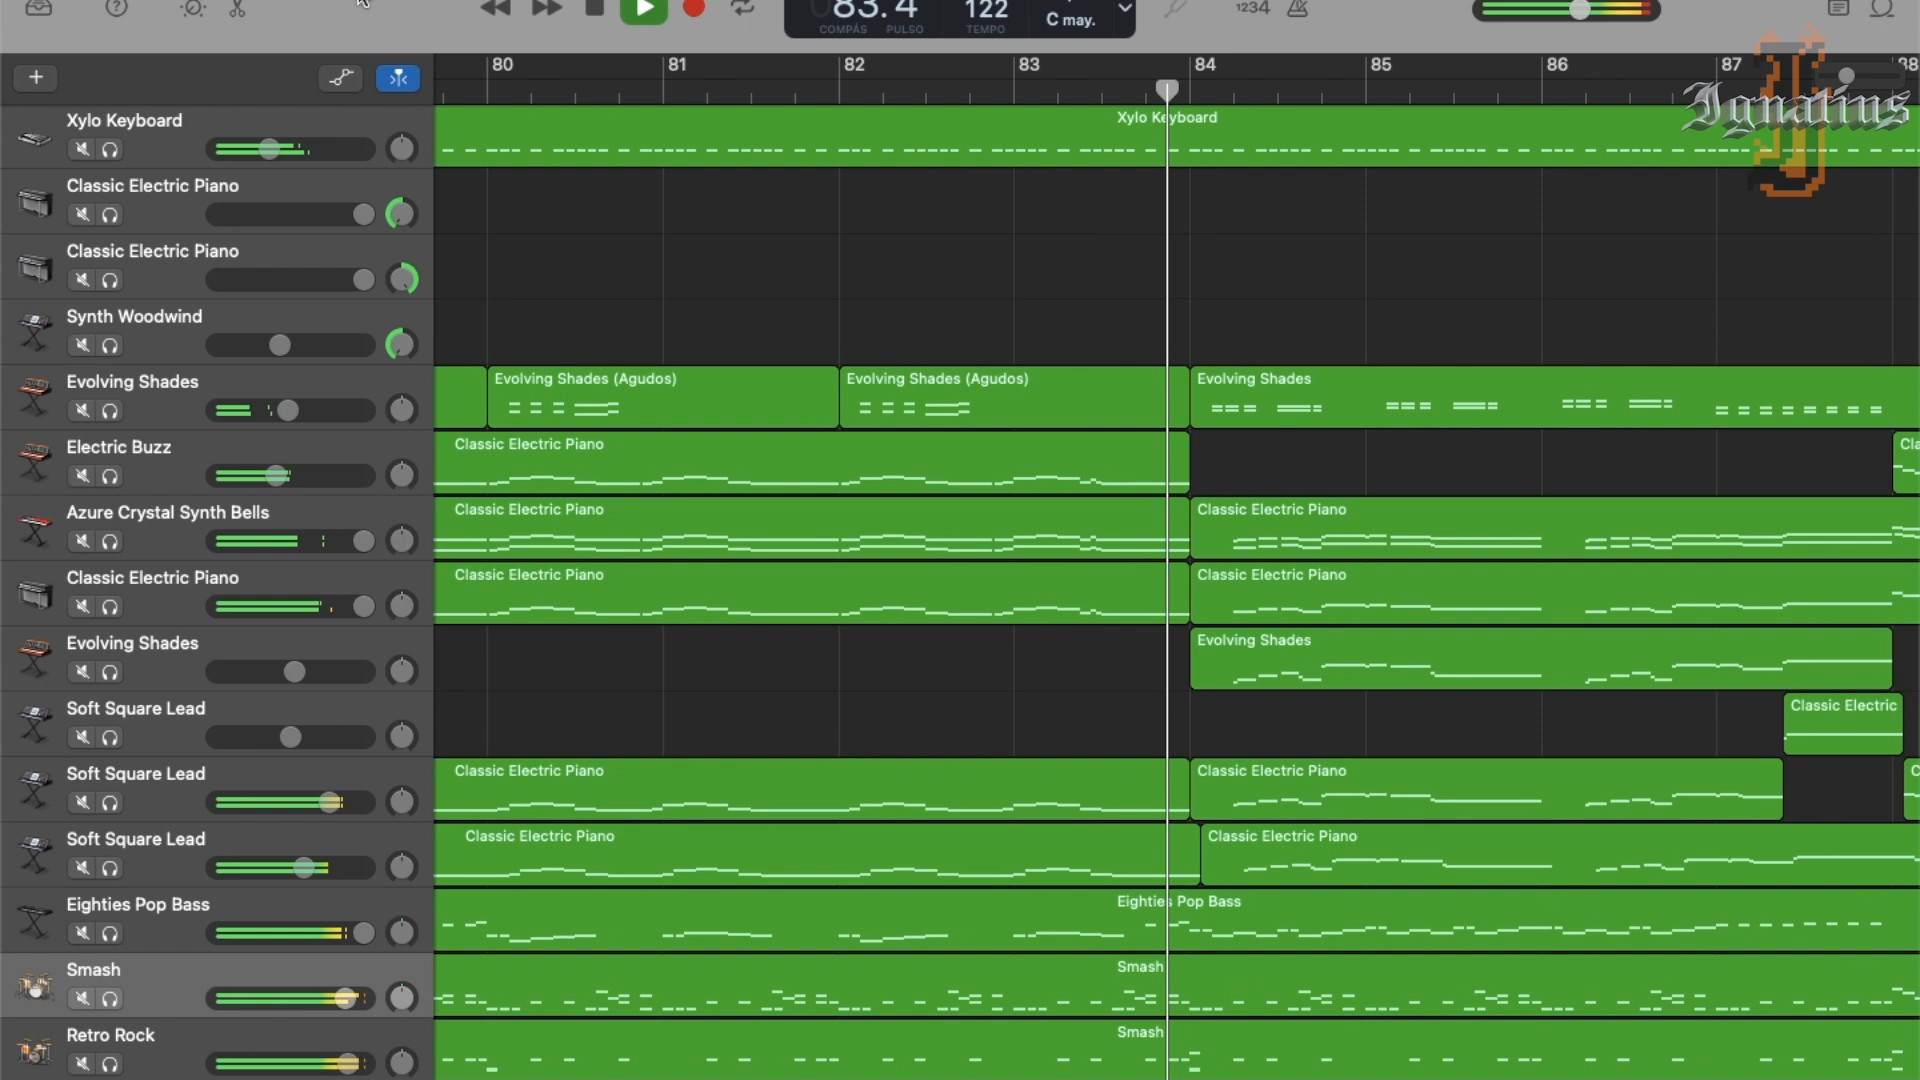 83.4
122
C may.
COMPÁS PULSO
TEMPO
1234
80
81
82
83
84
85
86
87
88
Ignatius
Xylo Keyboard
Xylo Keyboard
Classic Electric Piano
Classic Electric Piano
Synth Woodwind
Evolving Shades
Evolving Shades (Agudos)
Evolving Shades (Agudos)
Evolving Shades
Electric Buzz
Classic Electric Piano
Cla
Azure Crystal Synth Bells
Classic Electric Piano
Classic Electric Piano
Classic Electric Piano
Classic Electric Piano
Classic Electric Piano
Evolving Shades
Evolving Shades
Soft Square Lead
Classic Electric
Soft Square Lead
Classic Electric Piano
Classic Electric Piano
C
Soft Square Lead
Classic Electric Piano
Classic Electric Piano
Eighties Pop Bass
Eighties Pop Bass
Smash
Smash
Retro Rock
Smash